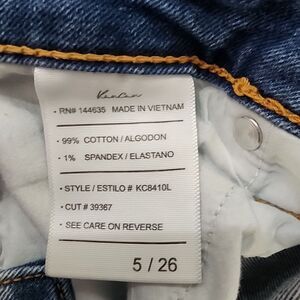 KanCan
· RN# 144635 MADE IN VIETNAM
· 99% COTTON / ALGODON
· 1% SPANDEX / ELASTANO
· STYLE / ESTILO # KC8410L
· CUT # 39367
· SEE CARE ON REVERSE
5 / 26